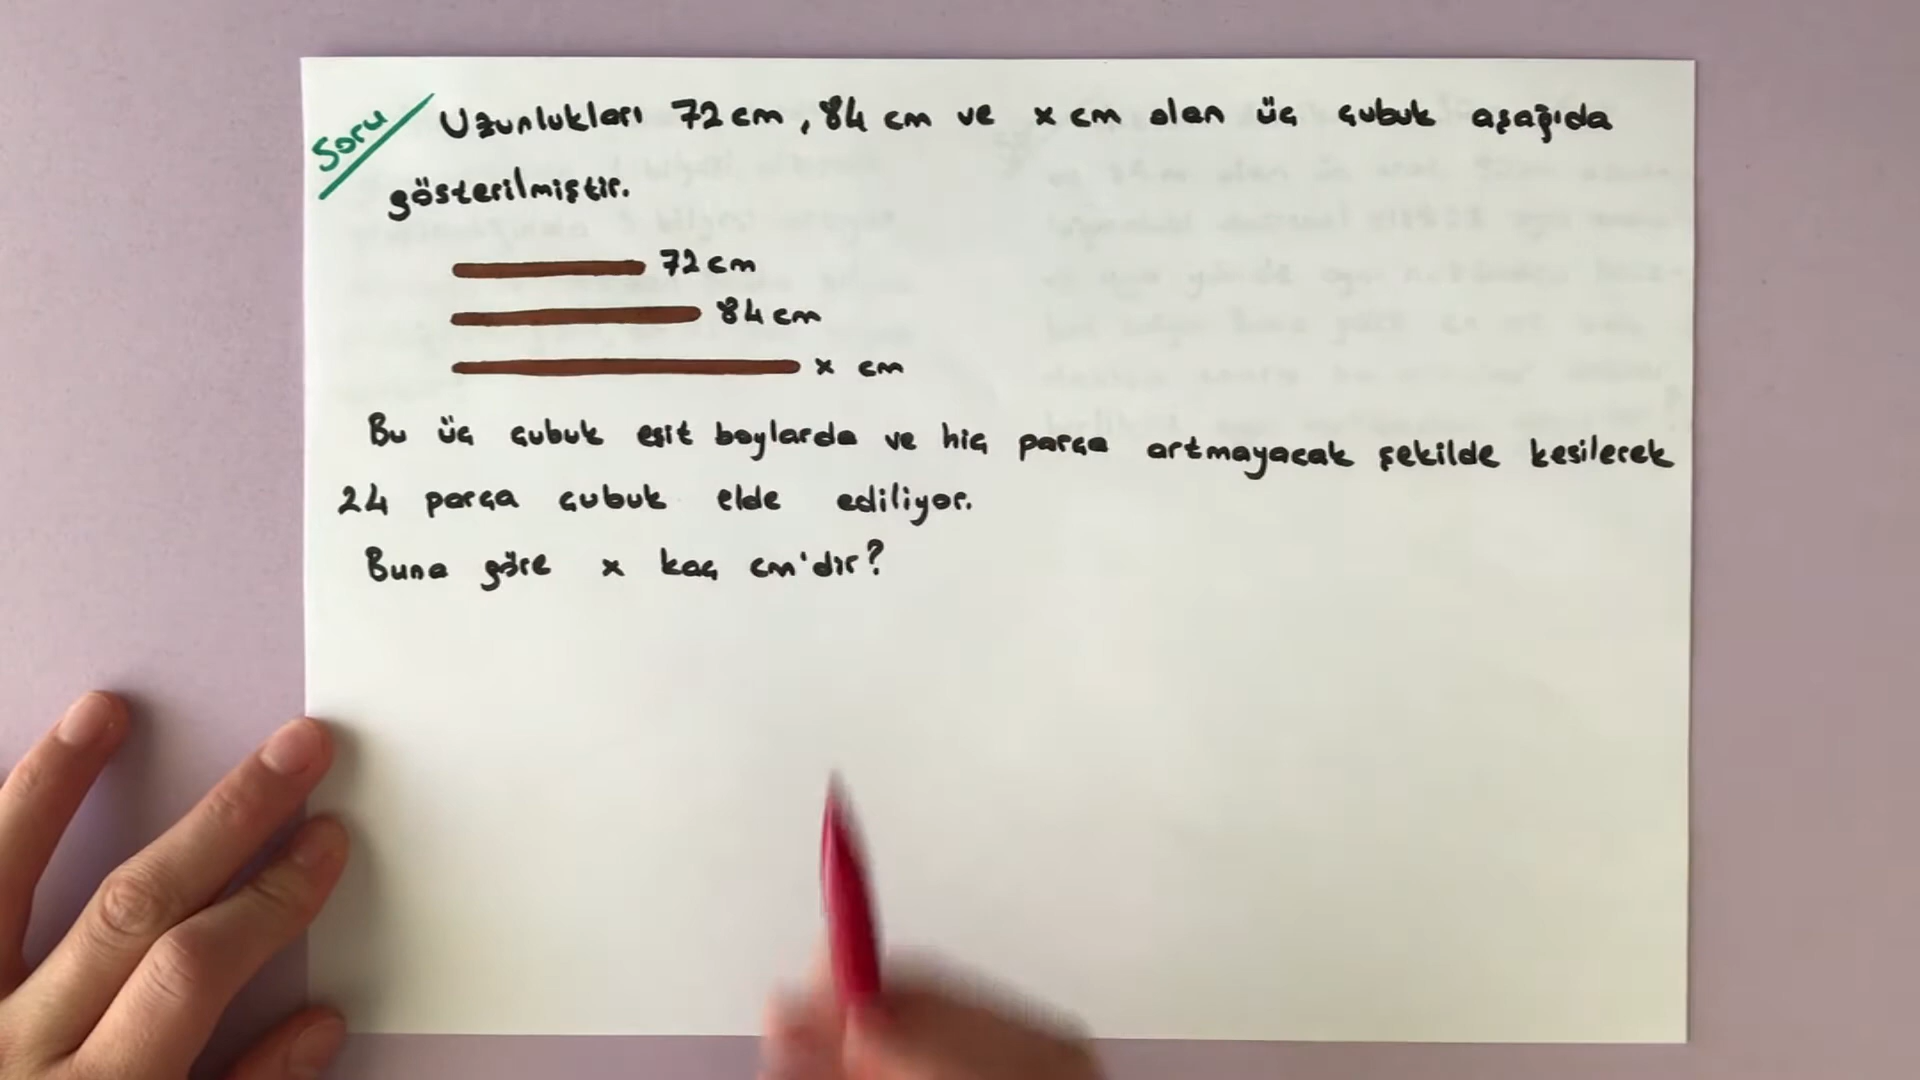 Soru
Uzunlukları 72 cm, 84 cm ve x cm olan üç çubuk aşağıda
gösterilmiştir.
72 cm
84 cm
x cm
Bu üç çubuk eşit boylarda ve hiç parça artmayacak şekilde kesilerek
24 parça çubuk elde ediliyor.
Buna göre x kaç cm'dir?